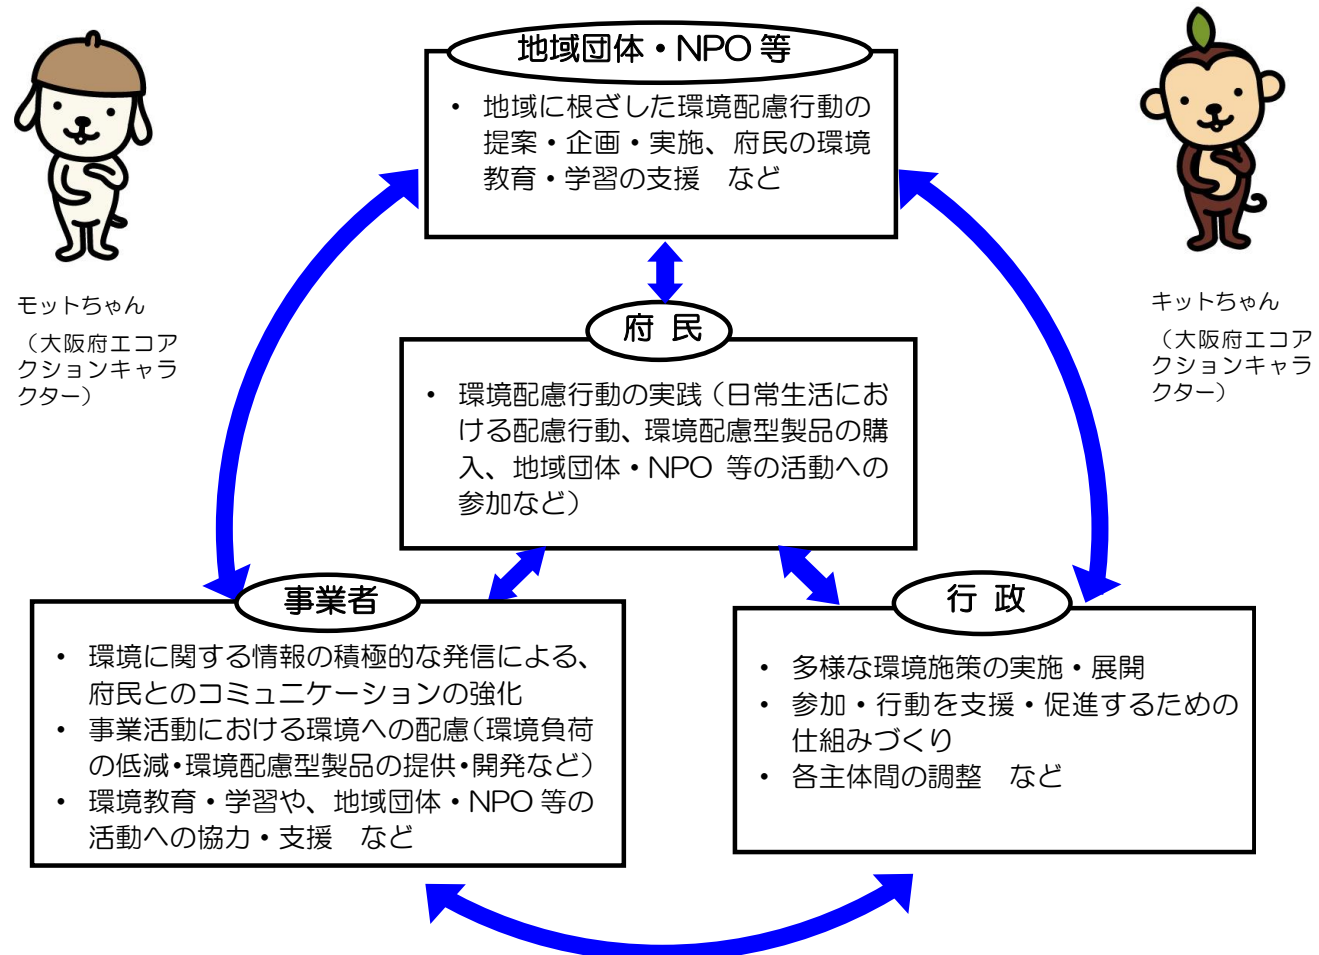 地域団体・NPO 等
・ 地域に根ざした環境配慮行動の
提案・企画・実施、府民の環境
教育・学習の支援　など
モットちゃん
（大阪府エコア
クションキャラ
クター）
キットちゃん
（大阪府エコア
クションキャラ
クター）
府 民
・ 環境配慮行動の実践（日常生活にお
ける配慮行動、環境配慮型製品の購
入、地域団体・NPO 等の活動への
参加など）
事業者
・ 環境に関する情報の積極的な発信による、
府民とのコミュニケーションの強化
・ 事業活動における環境への配慮（環境負荷
の低減・環境配慮型製品の提供・開発など）
・ 環境教育・学習や、地域団体・NPO 等の
活動への協力・支援　など
行 政
・ 多様な環境施策の実施・展開
・ 参加・行動を支援・促進するための
仕組みづくり
・ 各主体間の調整　など